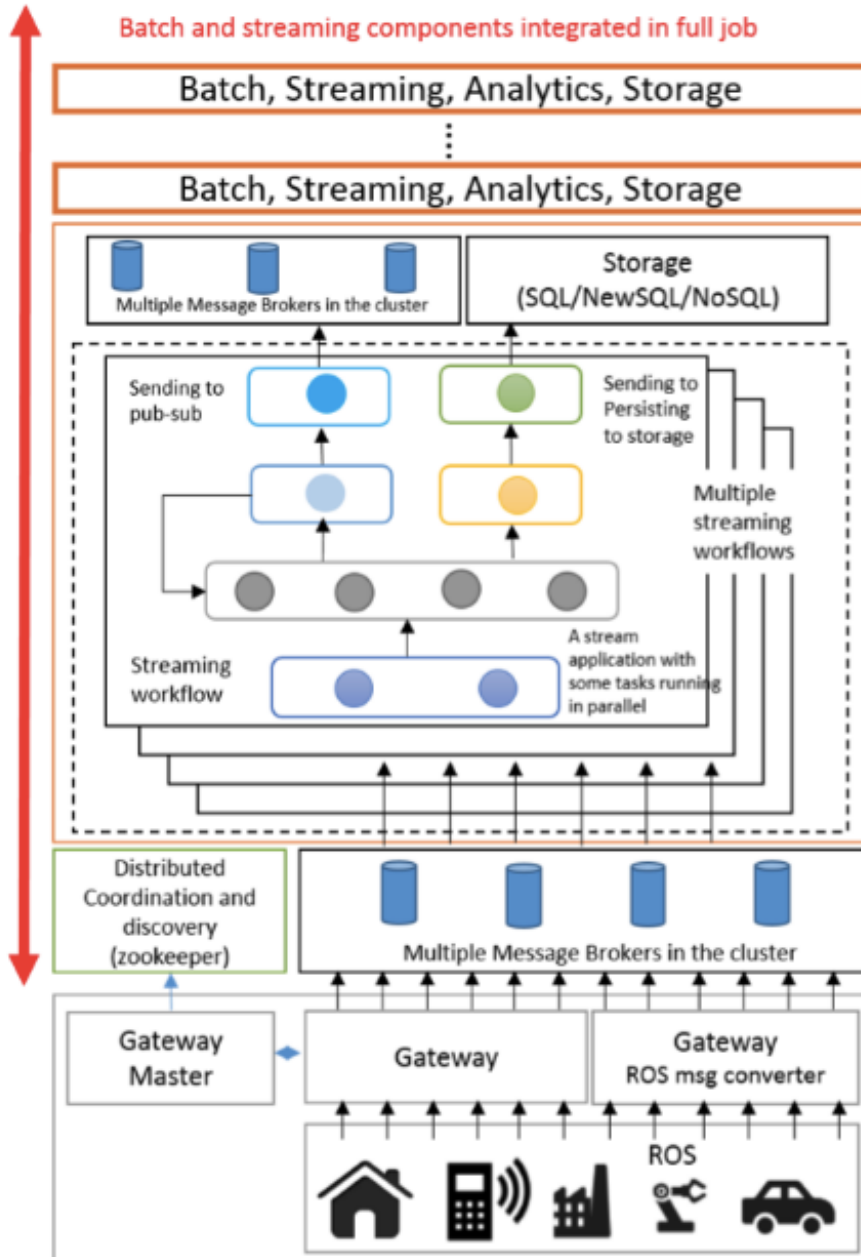 Batch and streaming components integrated in full job
Batch, Streaming, Analytics, Storage
Batch, Streaming, Analytics, Storage
Multiple Message Brokers in the cluster
Storage
(SQL/NewSQL/NoSQL)
Sending to
pub-sub
Sending to
Persisting
to storage
Multiple
streaming
workflows
Streaming
workflow
A stream
application with
some tasks running
in parallel
Distributed
Coordination and
discovery
(zookeeper)
Multiple Message Brokers in the cluster
Gateway
Master
Gateway
Gateway
ROS msg converter
ROS